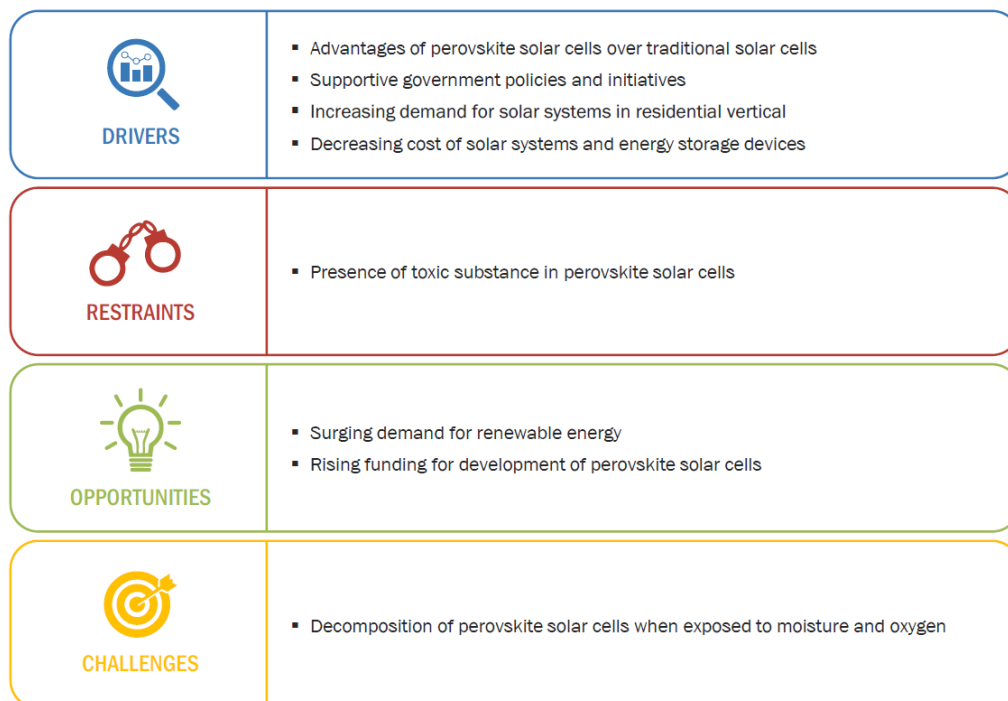 DRIVERS
▪ Advantages of perovskite solar cells over traditional solar cells
▪ Supportive government policies and initiatives
▪ Increasing demand for solar systems in residential vertical
▪ Decreasing cost of solar systems and energy storage devices
RESTRAINTS
▪ Presence of toxic substance in perovskite solar cells
OPPORTUNITIES
▪ Surging demand for renewable energy
▪ Rising funding for development of perovskite solar cells
CHALLENGES
▪ Decomposition of perovskite solar cells when exposed to moisture and oxygen